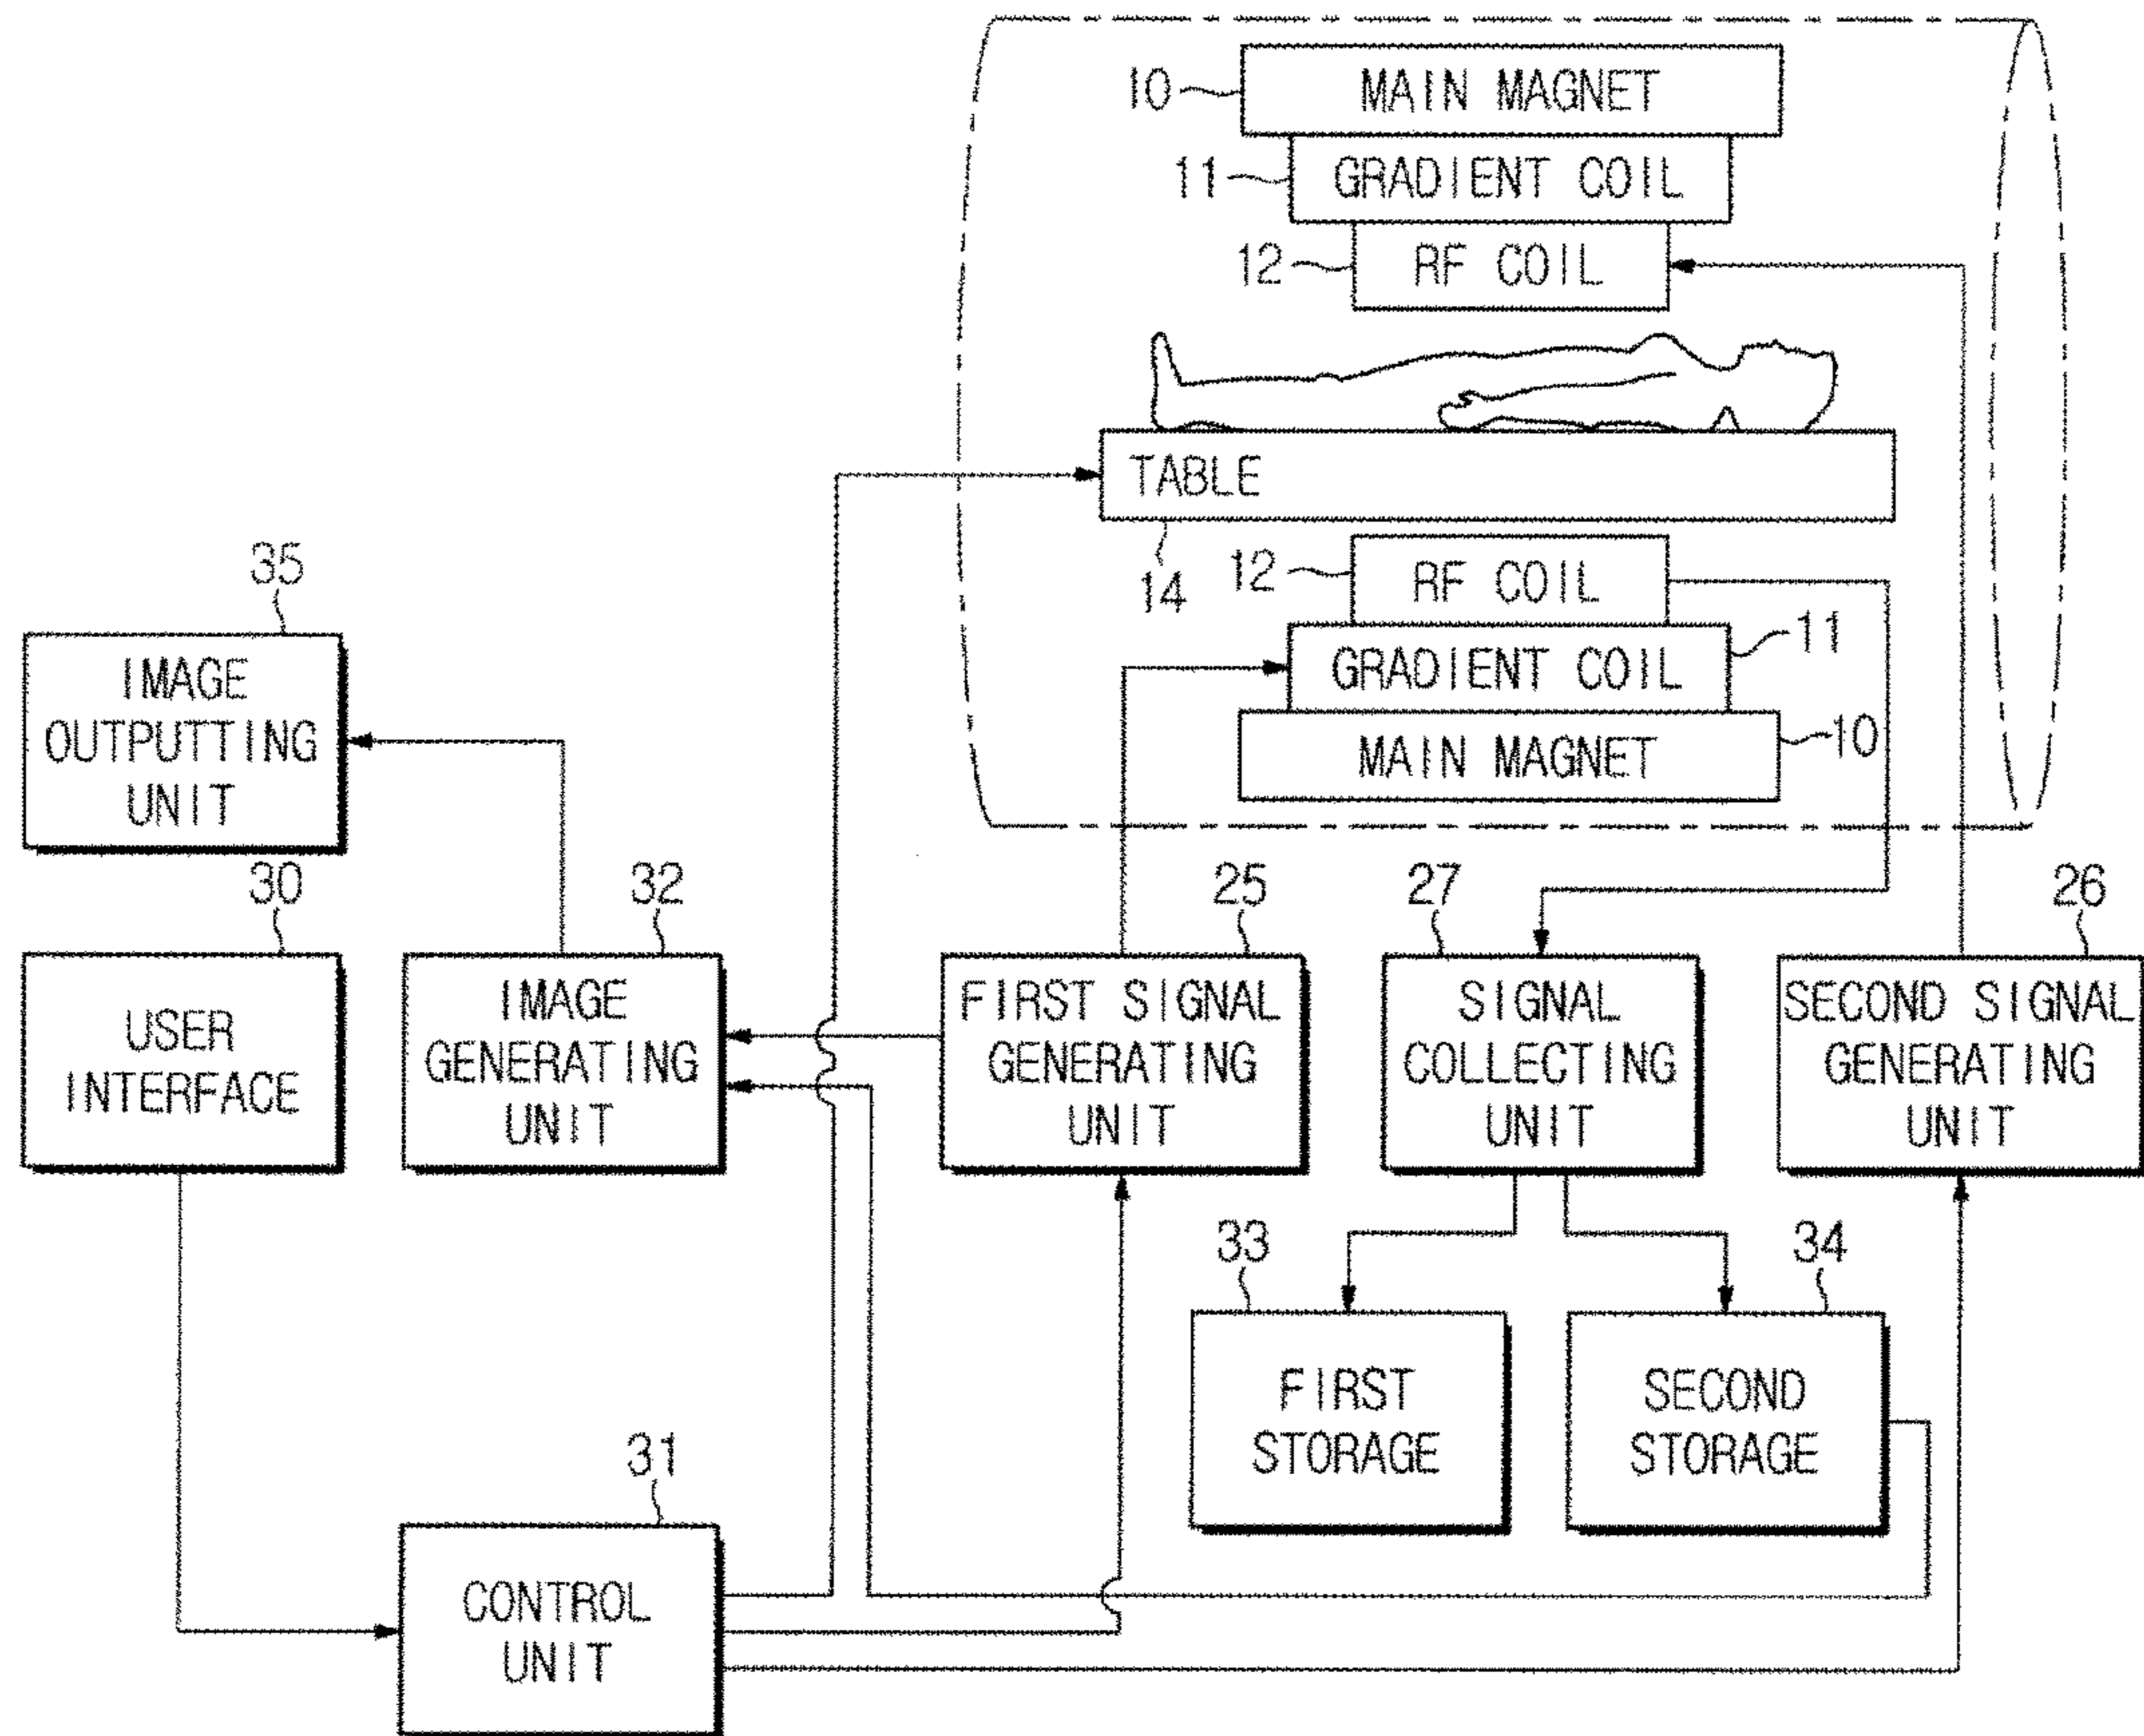 10
MAIN MAGNET
11
GRADIENT COIL
12
RF COIL
TABLE
14
12
RF COIL
11
GRADIENT COIL
10
MAIN MAGNET
35
IMAGE
OUTPUTTING
UNIT
30
USER
INTERFACE
32
IMAGE
GENERATING
UNIT
25
FIRST SIGNAL
GENERATING
UNIT
27
SIGNAL
COLLECTING
UNIT
26
SECOND SIGNAL
GENERATING
UNIT
33
FIRST
STORAGE
34
SECOND
STORAGE
31
CONTROL
UNIT